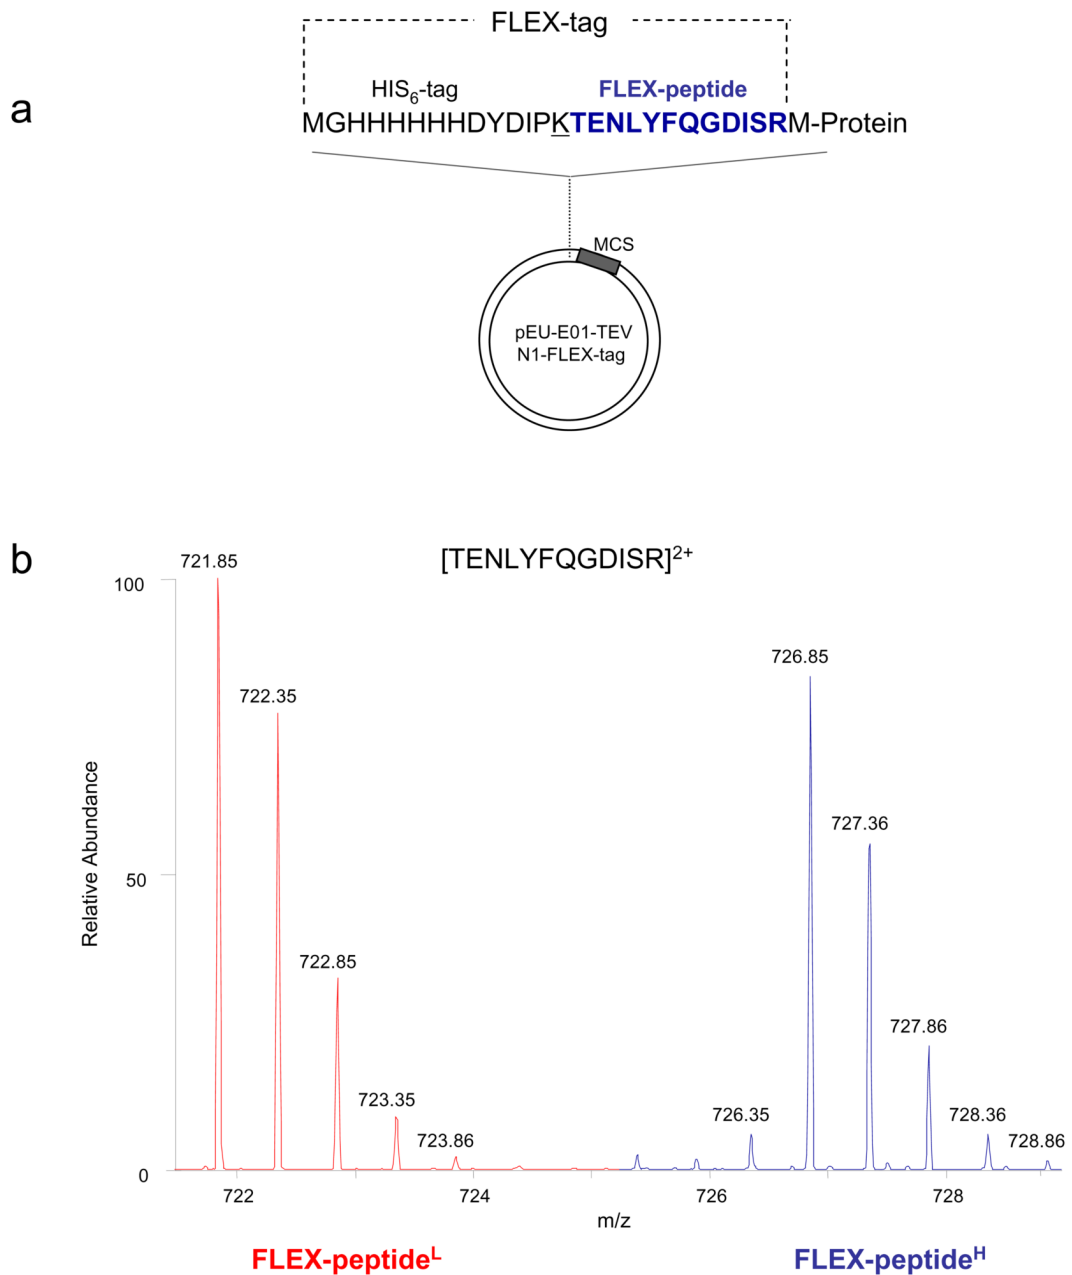 FLEX-tag
a
HIS6-tag FLEX-peptide
MGHHHHHHDYDIPKTENLYFQGDISRM-Protein
MCS
pEU-E01-TEV
N1-FLEX-tag
b
[TENLYFQGDISR]2+
721.85
100
726.85
722.35
727.36
50
722.85
727.86
723.35
726.35
728.36
723.86
728.86
0
722 724 726 728
Relative Abundance
m/z
FLEX-peptideL FLEX-peptideH